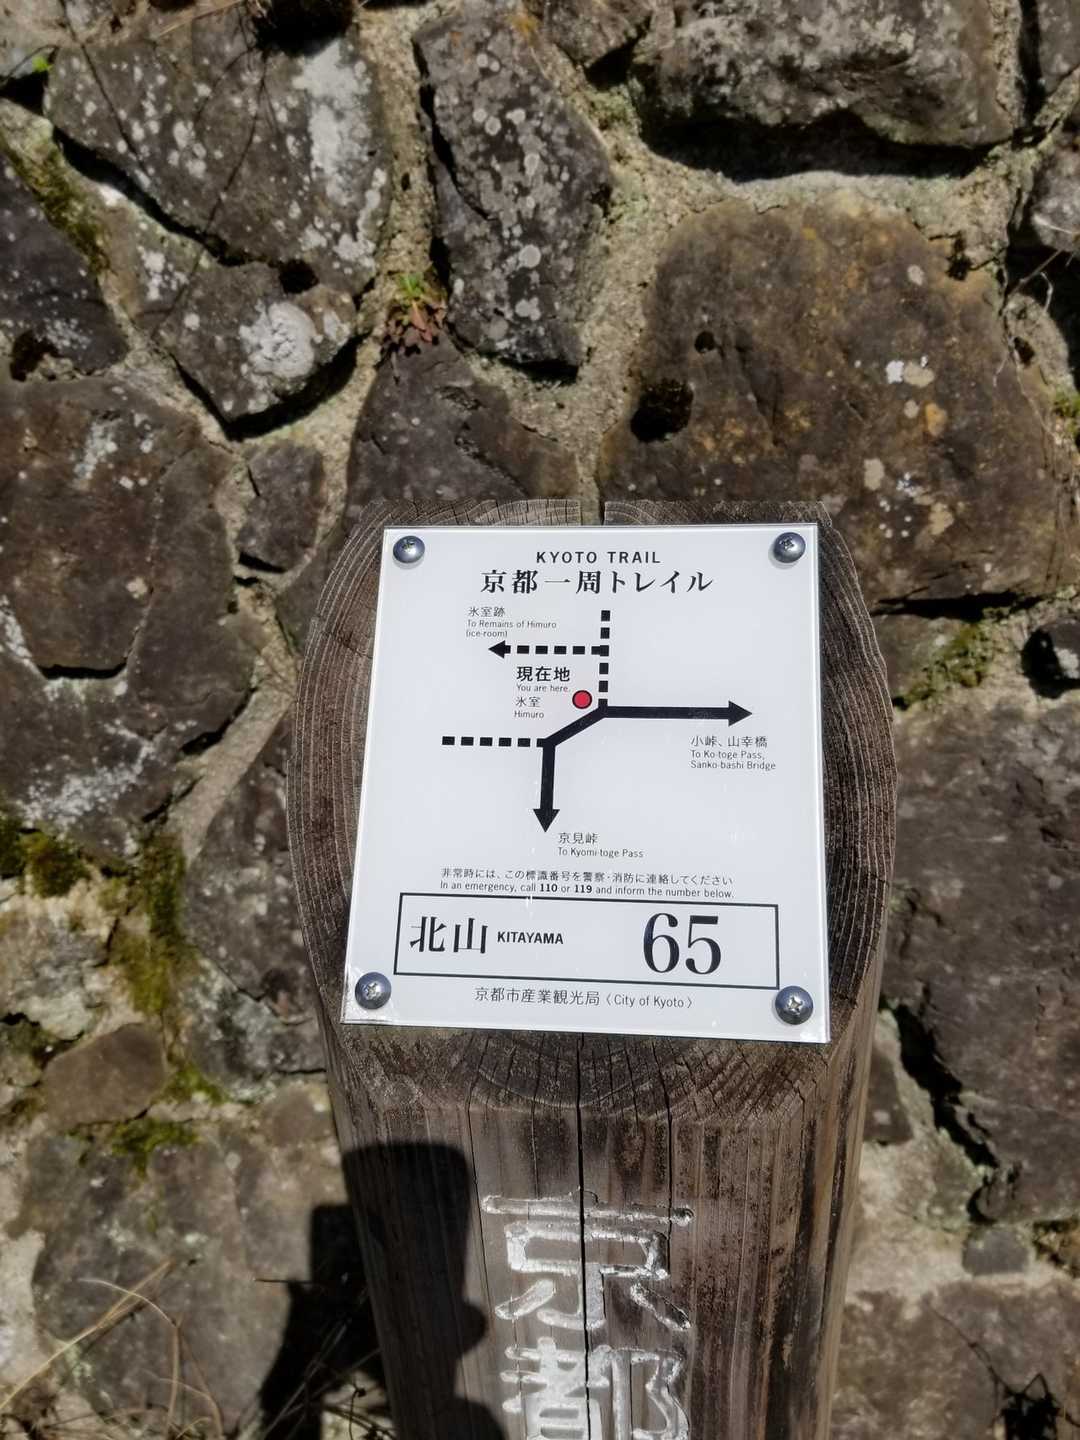 KYOTO TRAIL
京都一周トレイル
氷室跡
To Remains of Himuro
(ice-room)
現在地
You are here.
氷室
Himuro
小峠、山幸橋
To Ko-toge Pass,
Sanko-bashi Bridge
京見峠
To Kyomi-toge Pass
非常時には、この標識番号を警察・消防に連絡してください
In an emergency, call 110 or 119 and inform the number below.
北山 KITAYAMA 65
京都市産業観光局〈City of Kyoto〉
京都